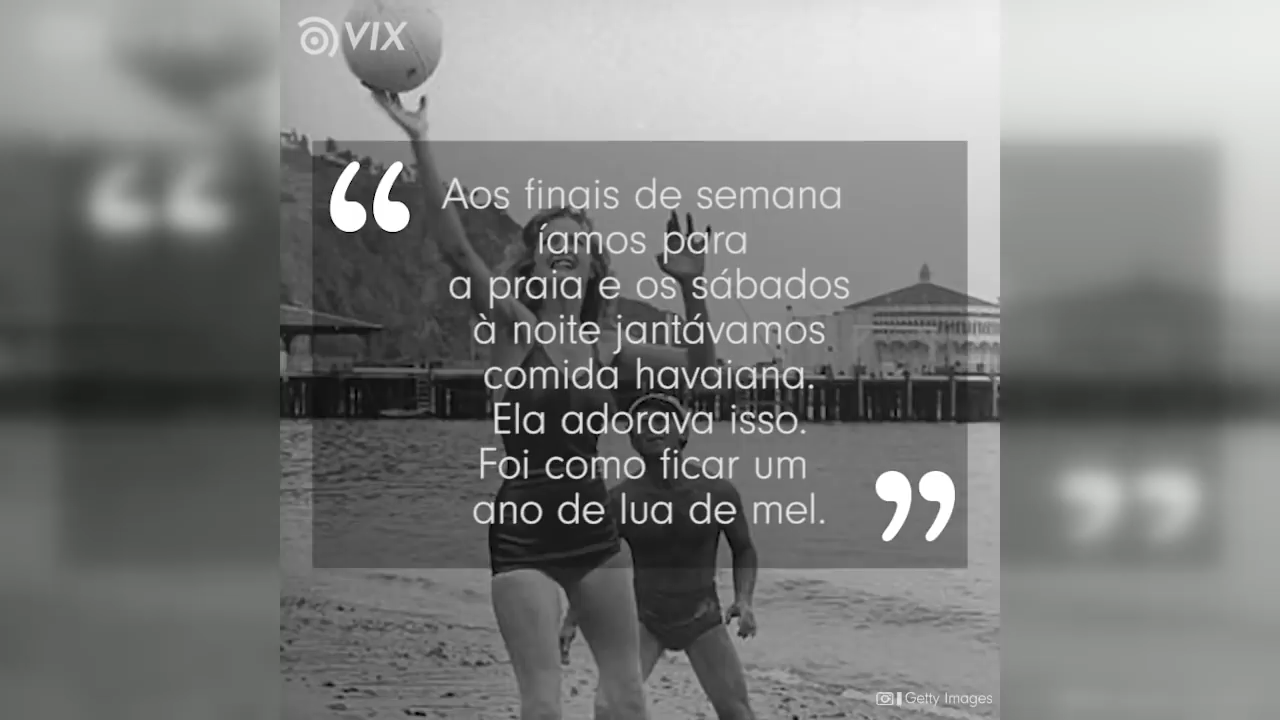 VIX
Aos finais de semana
íamos para
a praia e os sábados
à noite jantávamos
comida havaiana.
Ela adorava isso.
Foi como ficar um
ano de lua de mel.
Getty Images